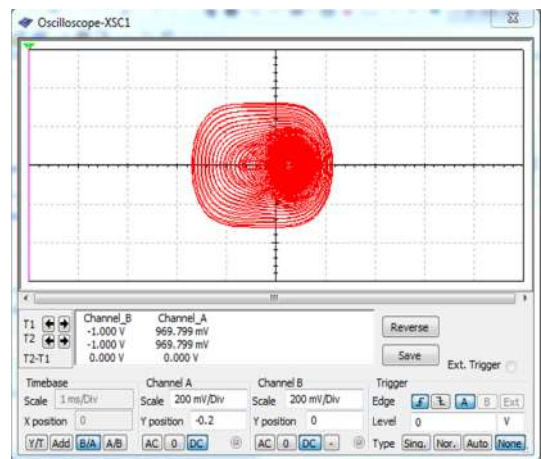 Oscilloscope-XSC1
T1
T2
T2-T1
Channel_B Channel_A
-1.000 V 969.799 mV
-1.000 V 969.799 mV
0.000 V 0.000 V
Reverse
Save
Ext. Trigger
Timebase
Scale 1 ms/Div
X position 0
Y/T Add B/A A/B
Channel A
Scale 200 mV/Div
Y position -0.2
AC 0 DC
Channel B
Scale 200 mV/Div
Y position 0
AC 0 DC -
Trigger
Edge A B Ext
Level 0 V
Type Sing. Nor. Auto None